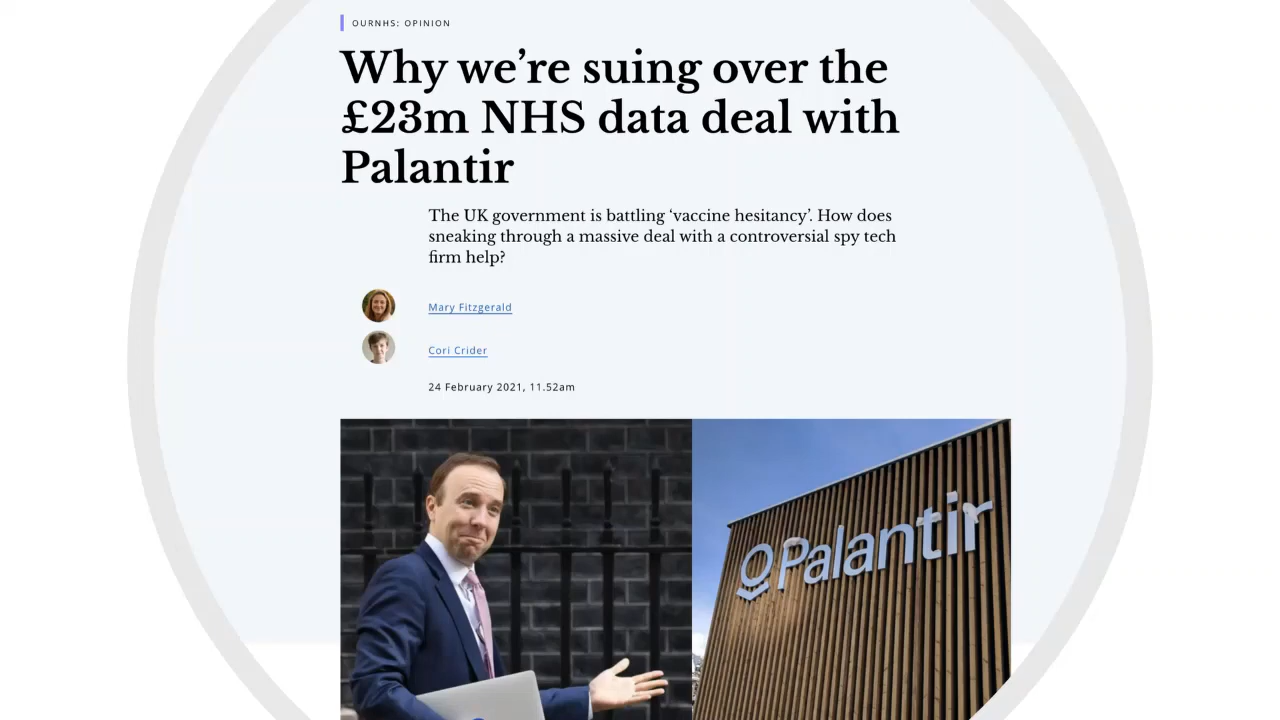 OURNHS: OPINION
Why we’re suing over the
£23m NHS data deal with
Palantir
The UK government is battling ‘vaccine hesitancy’. How does
sneaking through a massive deal with a controversial spy tech
firm help?
Mary Fitzgerald
Cori Crider
24 February 2021, 11.52am
Palantir